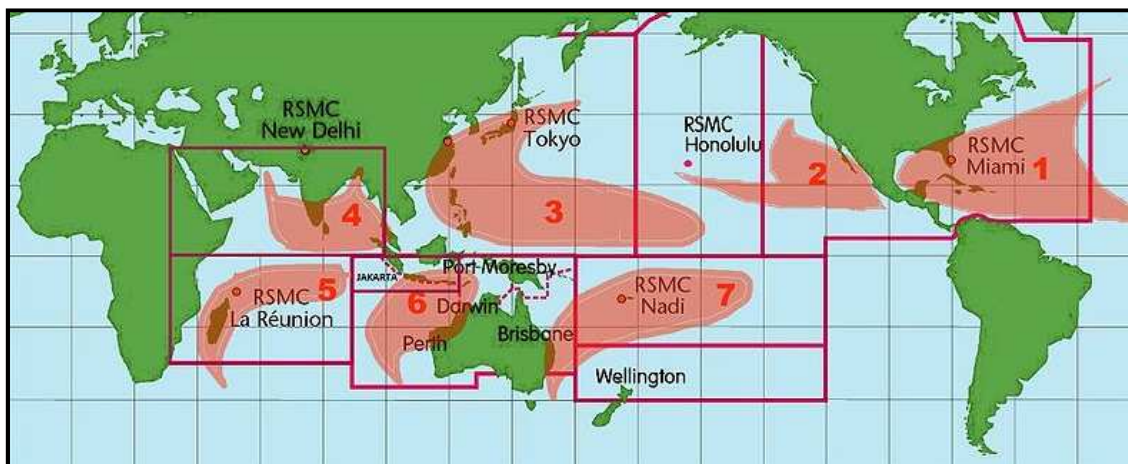 RSMC
New Delhi
RSMC
Tokyo
RSMC
Honolulu
RSMC
Miami
1
2
3
4
JAKARTA
Port-Moresby
RSMC
La Réunion
5
6
Darwin
Perth
Brisbane
RSMC
Nadi
7
Wellington